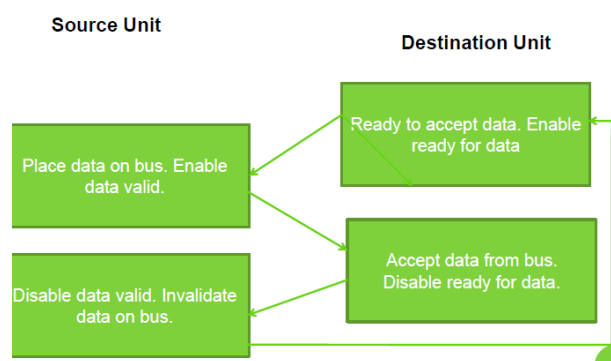 Source Unit
Destination Unit
Ready to accept data. Enable
ready for data
Place data on bus. Enable
data valid.
Accept data from bus.
Disable ready for data.
Disable data valid. Invalidate
data on bus.